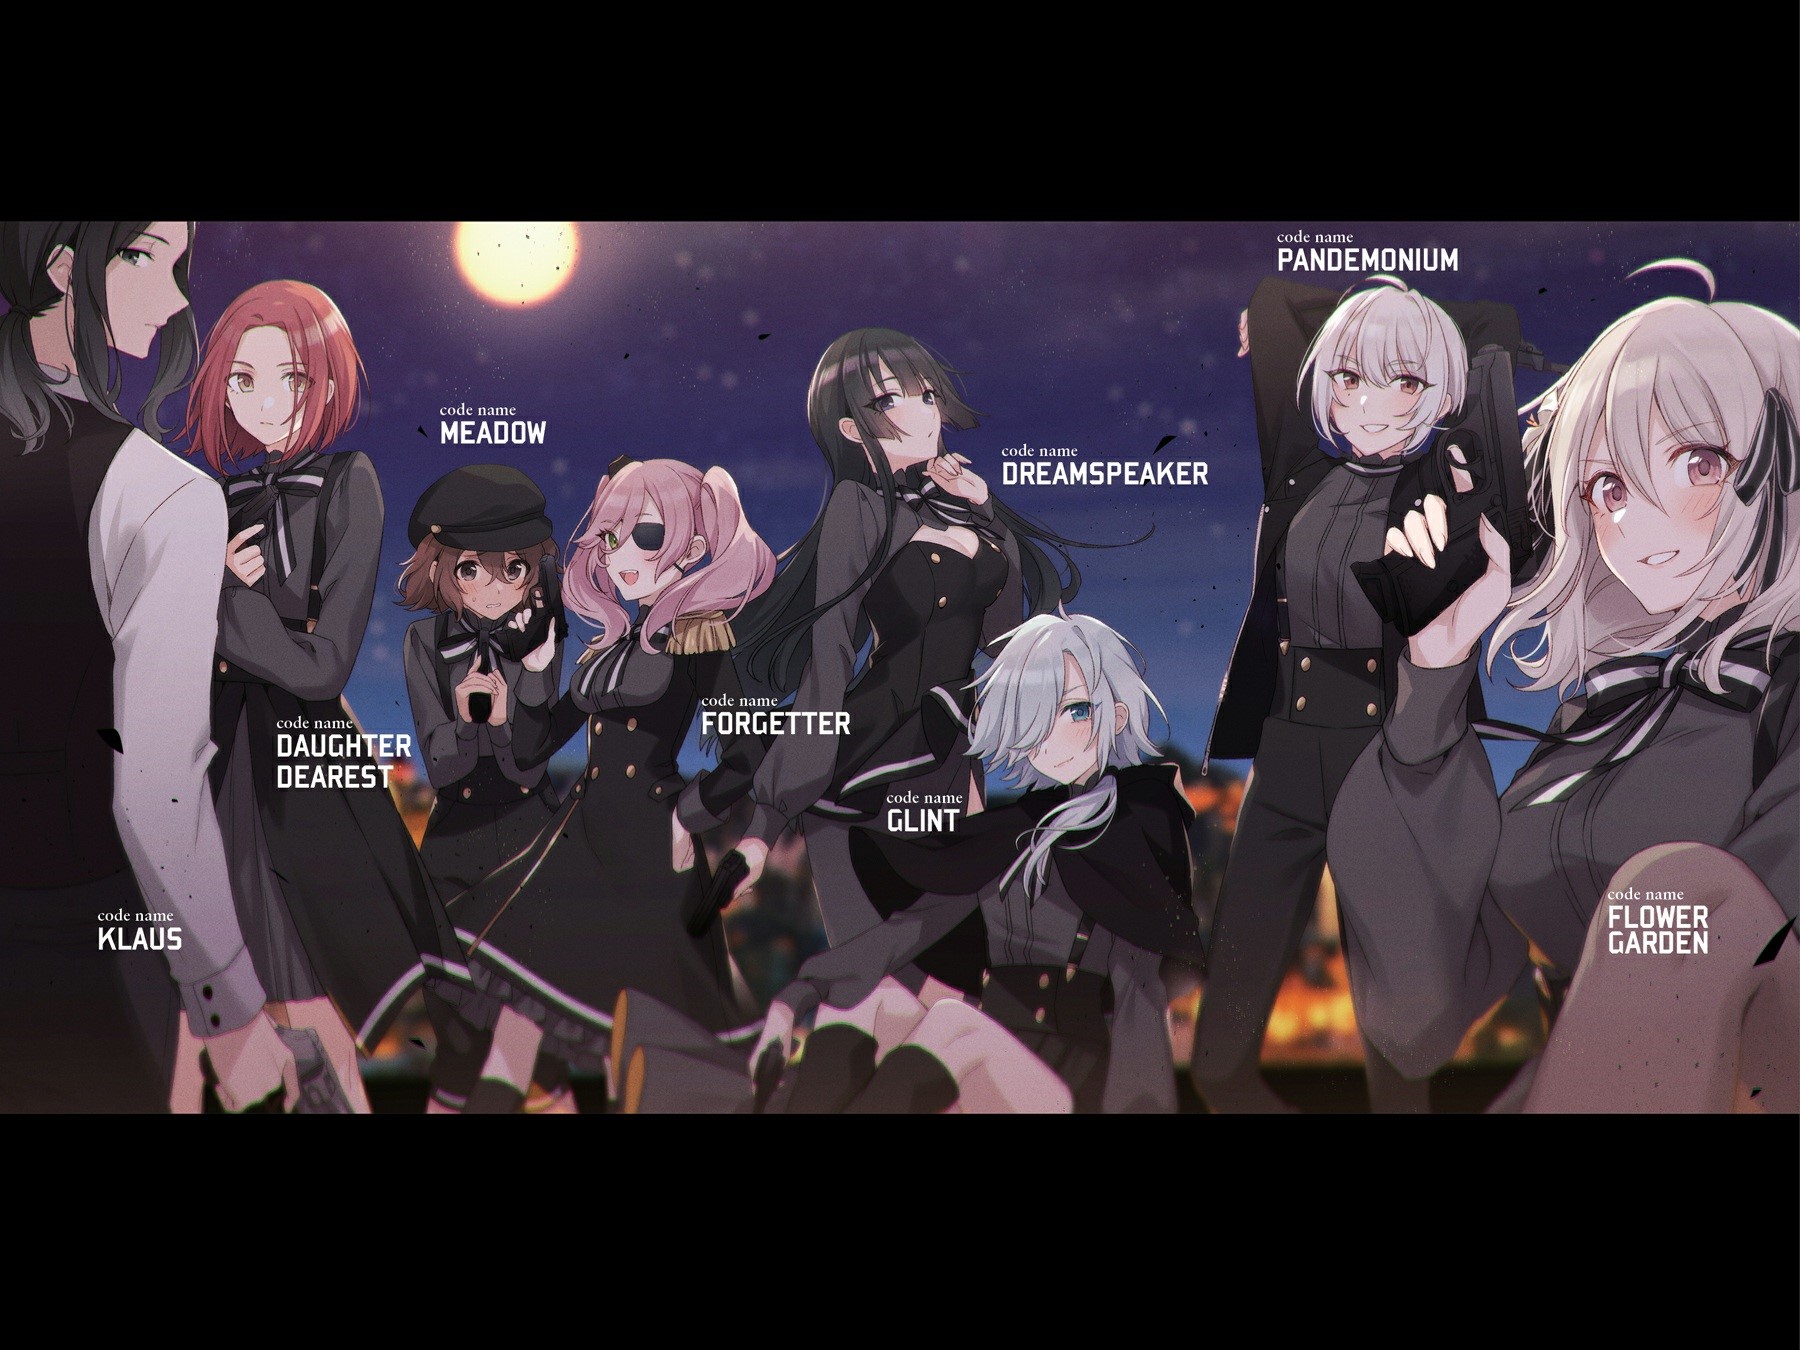 code name
PANDEMONIUM
code name
MEADOW
code name
DREAMSPEAKER
code name
FORGETTER
code name
DAUGHTER
DEAREST
code name
GLINT
code name
FLOWER
GARDEN
code name
KLAUS